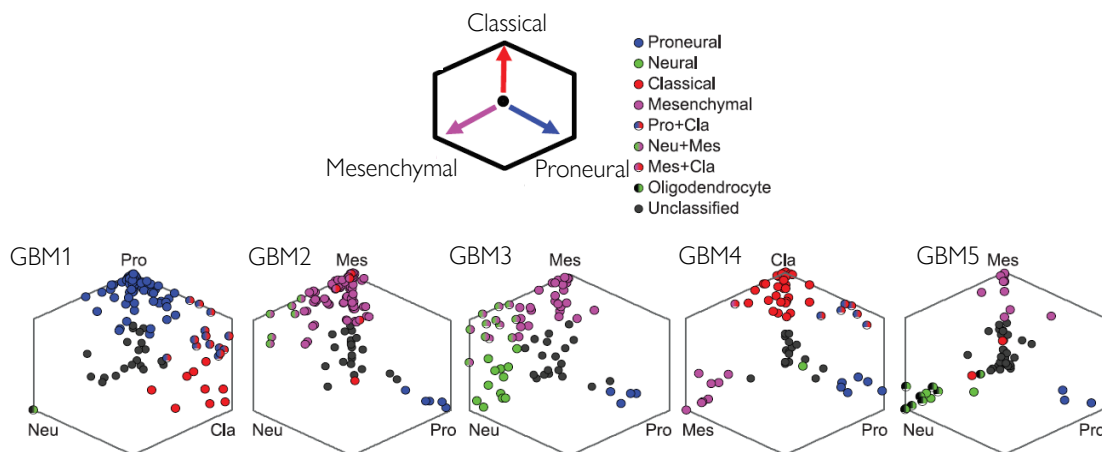 Classical
Mesenchymal
Proneural
Proneural
Neural
Classical
Mesenchymal
Pro+Cla
Neu+Mes
Mes+Cla
Oligodendrocyte
Unclassified
GBM1
Pro
Neu
Cla
GBM2
Mes
Neu
Pro
GBM3
Mes
Neu
Pro
GBM4
Cla
Mes
Pro
GBM5
Mes
Neu
Pro